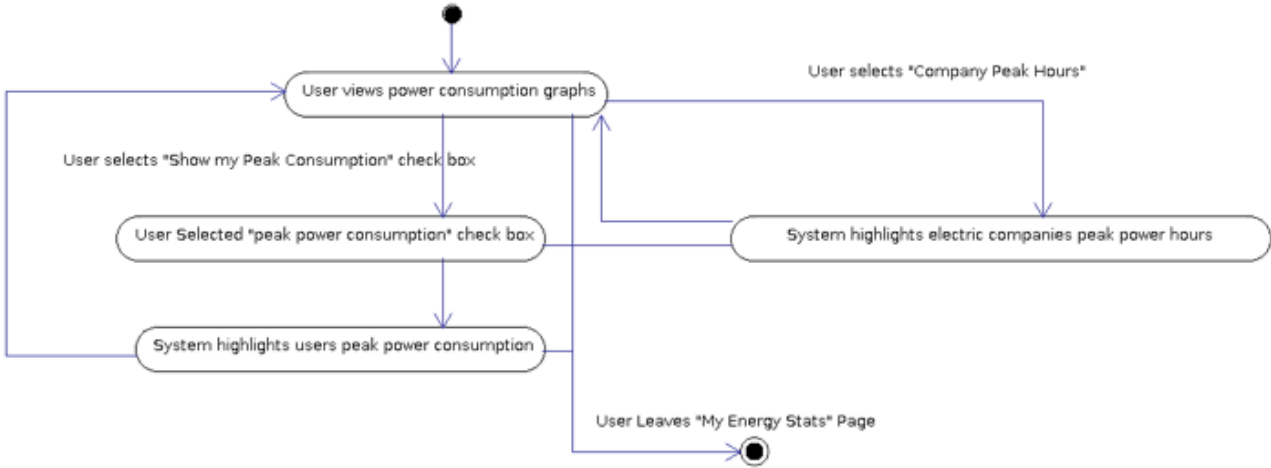 User selects "Company Peak Hours"
User views power consumption graphs
User selects "Show my Peak Consumption" check box
User Selected "peak power consumption" check box
System highlights electric companies peak power hours
System highlights users peak power consumption
User Leaves "My Energy Stats" Page